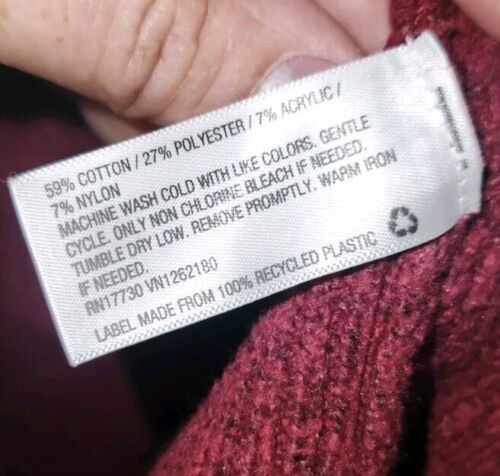 59% COTTON / 27% POLYESTER / 7% ACRYLIC /
7% NYLON
MACHINE WASH COLD WITH LIKE COLORS. GENTLE
CYCLE. ONLY NON CHLORINE BLEACH IF NEEDED.
TUMBLE DRY LOW. REMOVE PROMPTLY. WARM IRON
IF NEEDED.
RN17730 VN1262180
LABEL MADE FROM 100% RECYCLED PLASTIC